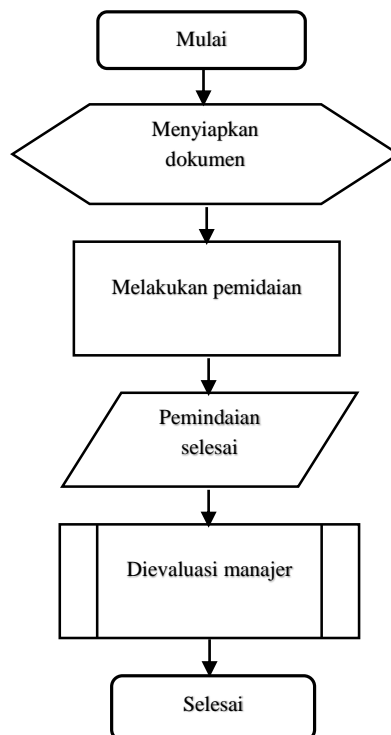 Mulai
Menyiapkan
dokumen
Melakukan pemidaian
Pemindaian
selesai
Dievaluasi manajer
Selesai